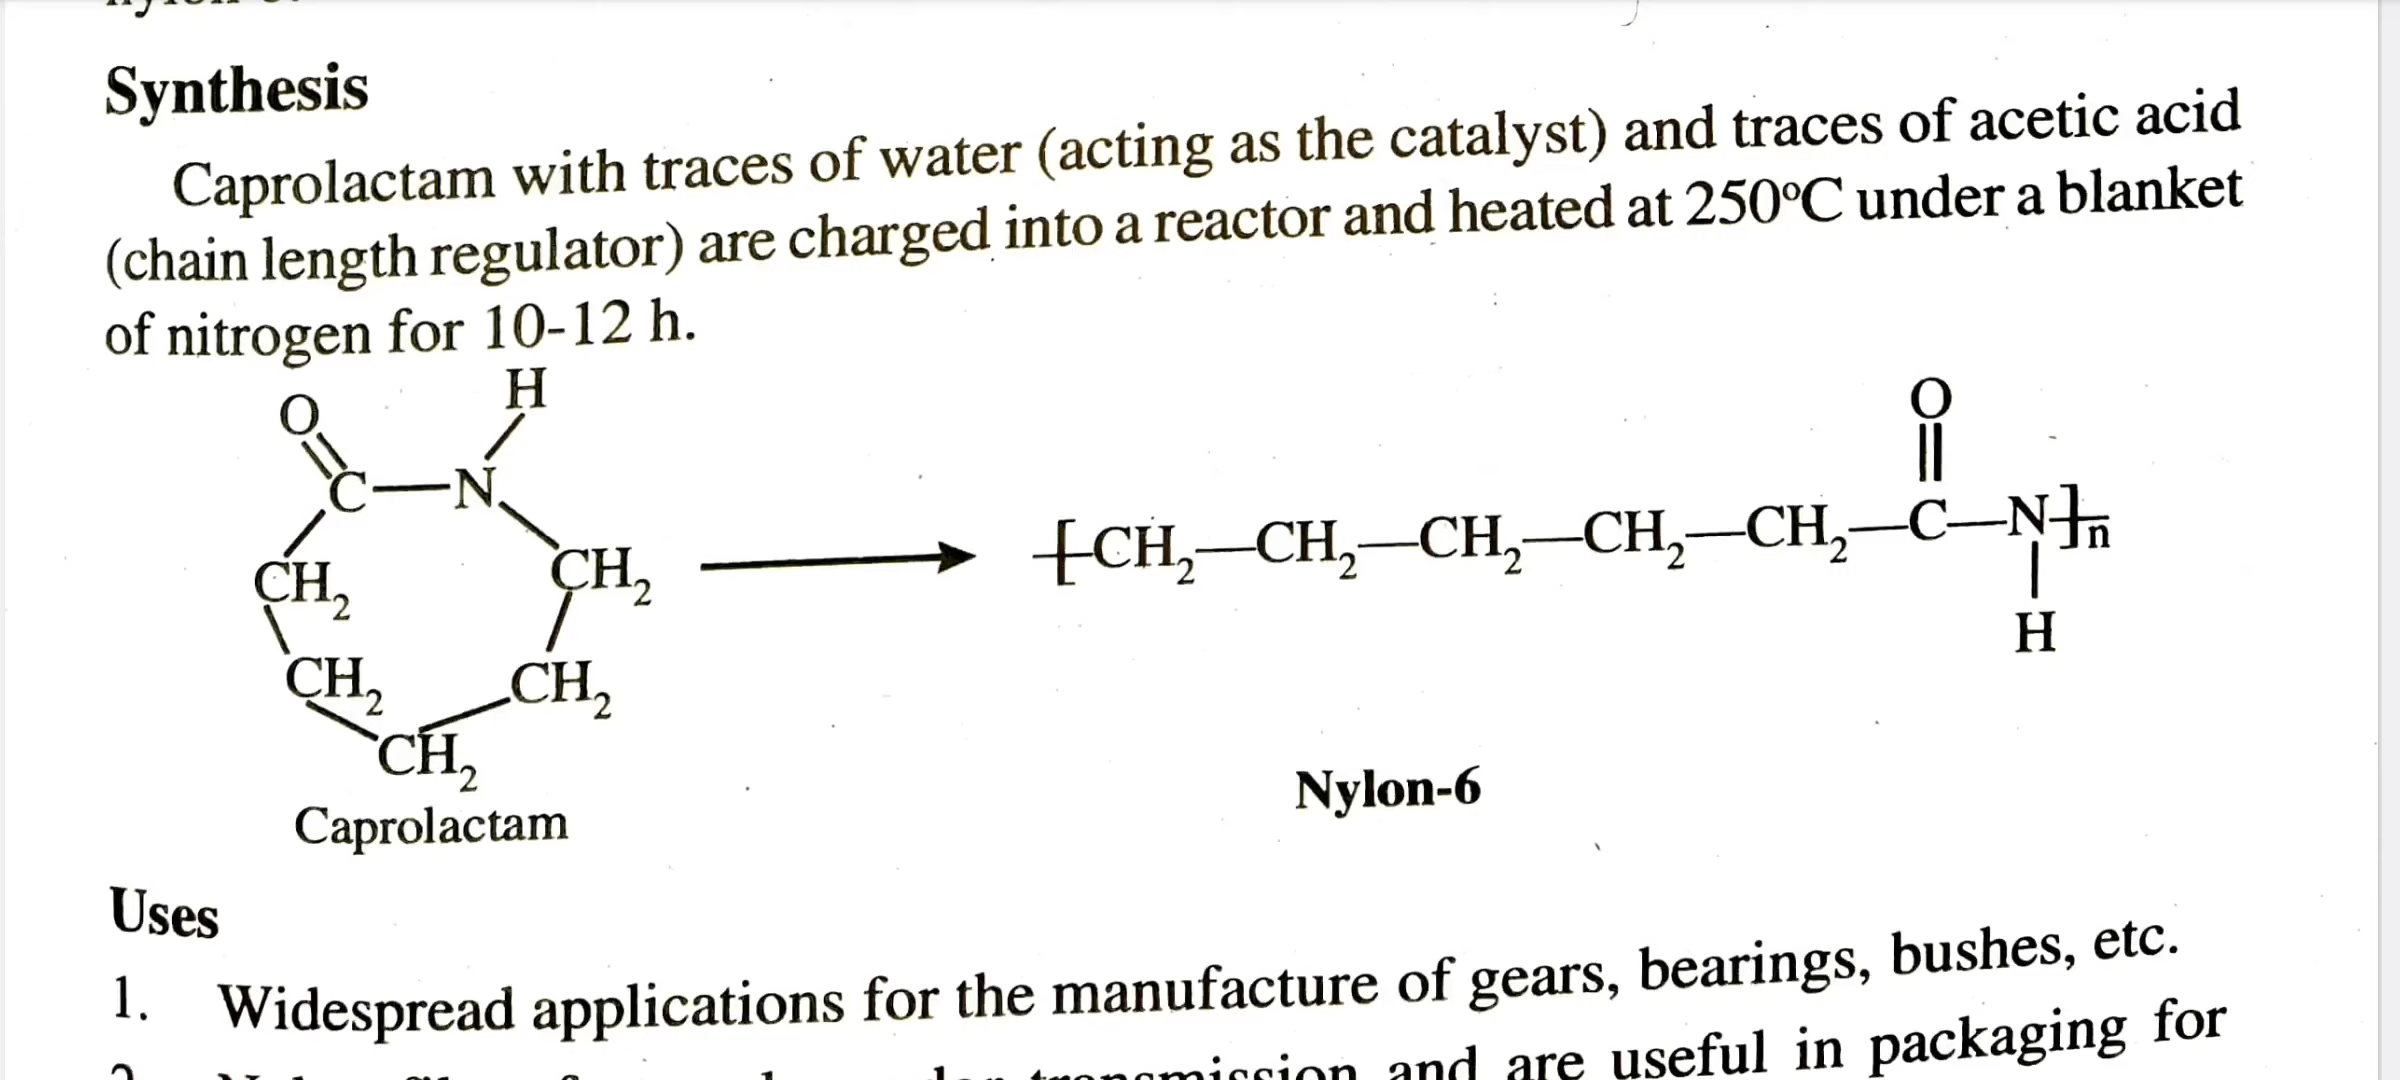 Synthesis
Caprolactam with traces of water (acting as the catalyst) and traces of acetic acid
(chain length regulator) are charged into a reactor and heated at 250°C under a blanket
of nitrogen for 10-12 h.
O H
C—N
CH₂ CH₂
CH₂ CH₂
CH₂
Caprolactam
O
[CH₂—CH₂—CH₂—CH₂—CH₂—C—N]n
H
Nylon-6
Uses
1. Widespread applications for the manufacture of gears, bearings, bushes, etc.
and are useful in packaging for